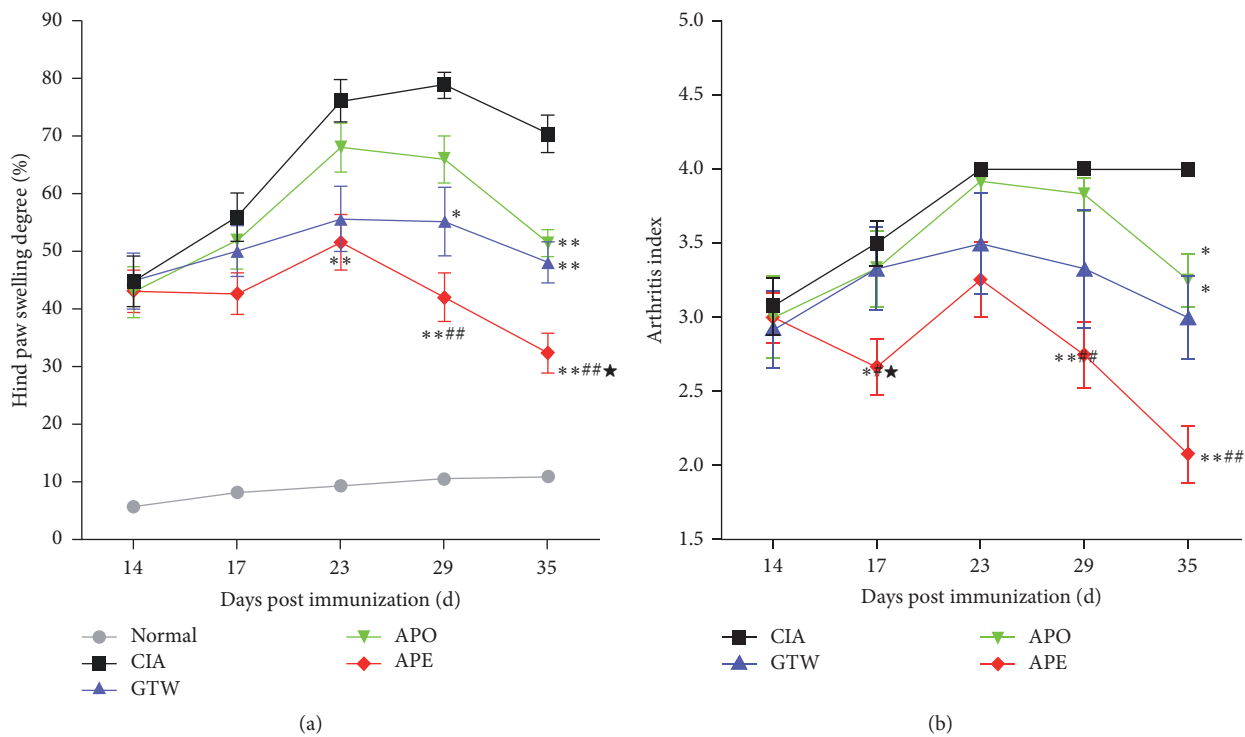 90
80
70
60
50
40
30
20
10
0
Hind paw swelling degree (%)
*
**
**
**
**##
**##★
14 17 23 29 35
Days post immunization (d)
Normal
CIA
GTW
APO
APE
(a)
5.0
4.5
4.0
3.5
3.0
2.5
2.0
1.5
Arthritis index
*
*
*#★
**##
**##
14 17 23 29 35
Days post immunization (d)
CIA
GTW
APO
APE
(b)